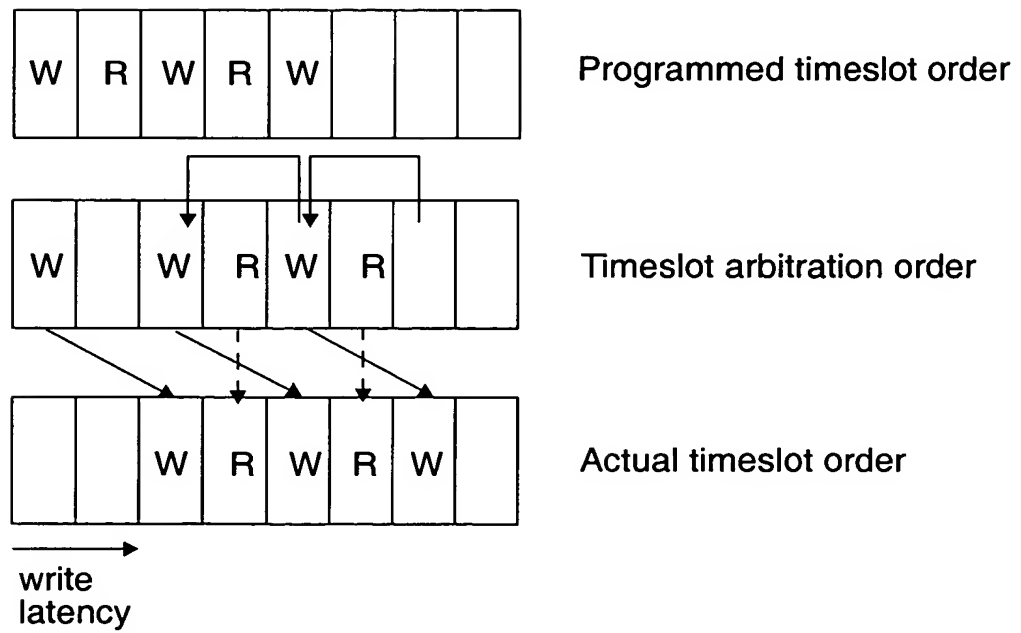 W R W R W Programmed timeslot order
W W R W R Timeslot arbitration order
W R W R W Actual timeslot order
write
latency